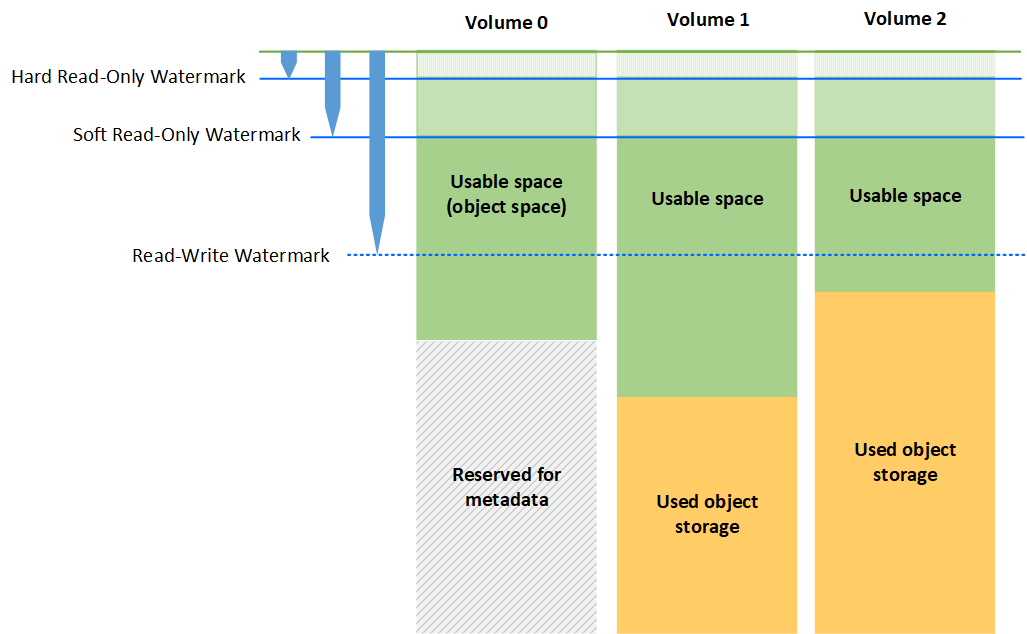 Volume 0
Volume 1
Volume 2
Hard Read-Only Watermark
Soft Read-Only Watermark
Usable space
(object space)
Usable space
Usable space
Read-Write Watermark
Reserved for
metadata
Used object
storage
Used object
storage